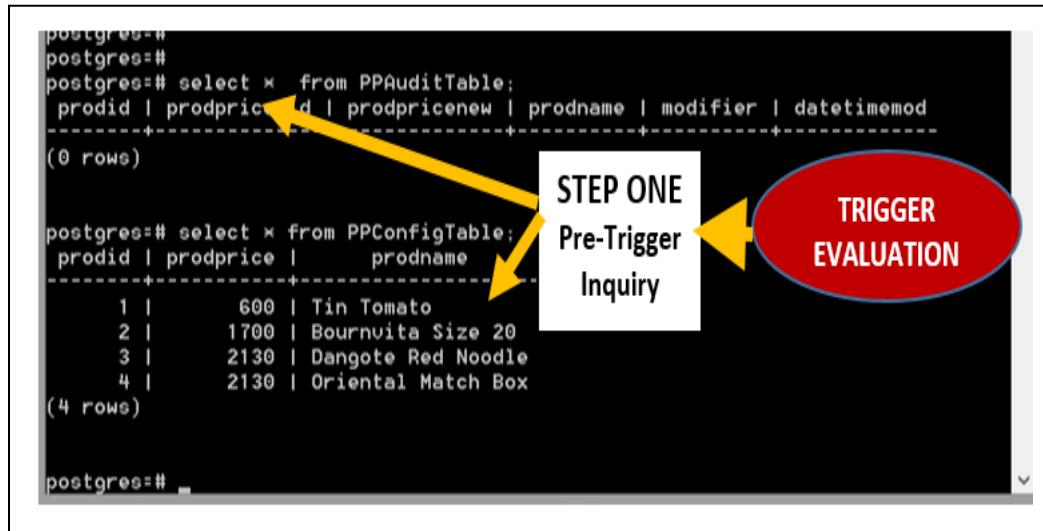 postgres=#
postgres=#
postgres=# select * from PPAuditTable;
prodid | prodpric d | prodpricenew | prodname | modifier | datetimemod
--------+--------------+--------------+----------+----------+-------------
(0 rows)
postgres=# select * from PPConfigTable;
prodid | prodprice | prodname
--------+-----------+---------------------
1 | 600 | Tin Tomato
2 | 1700 | Bournvita Size 20
3 | 2130 | Dangote Red Noodle
4 | 2130 | Oriental Match Box
(4 rows)
postgres=# _
STEP ONE
Pre-Trigger
Inquiry
TRIGGER
EVALUATION